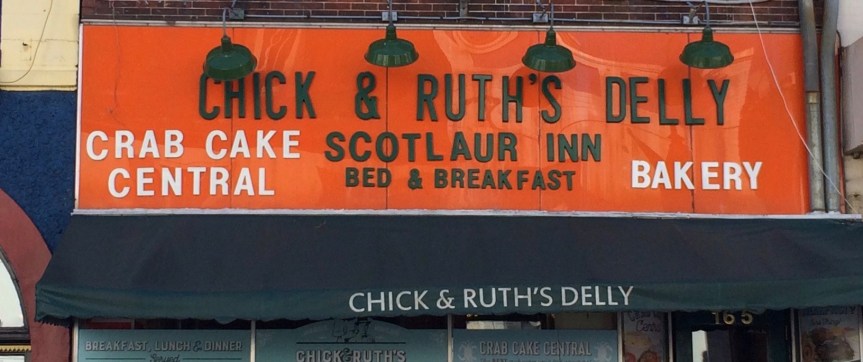 CHICK & RUTH'S DELLY
CRAB CAKE
CENTRAL
SCOTLAUR INN
BED & BREAKFAST
BAKERY
CHICK & RUTH'S DELLY
165
BREAKFAST, LUNCH & DINNER
Served
CHICK & RUTH'S
CRAB CAKE CENTRAL